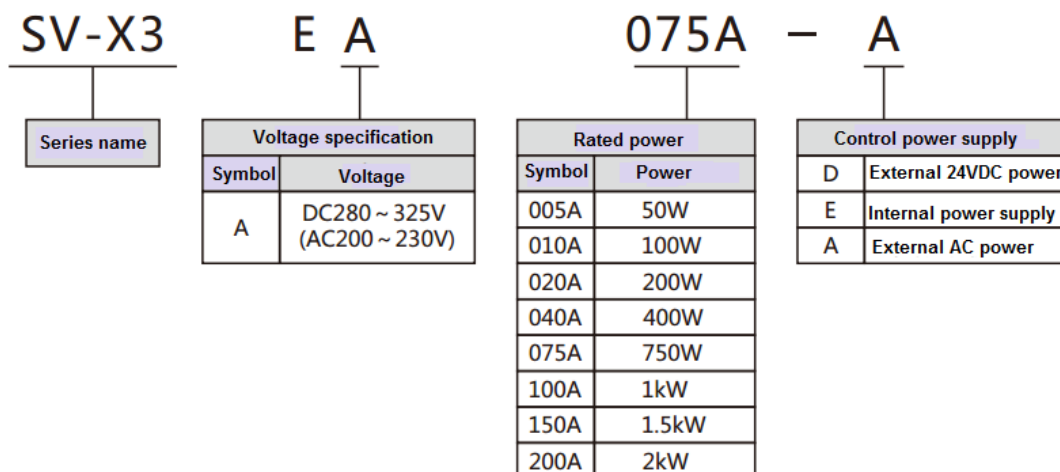 SV-X3 E A 075A – A
Series name
Voltage specification
Symbol Voltage
A DC280~325V
(AC200~230V)
Rated power
Symbol Power
005A 50W
010A 100W
020A 200W
040A 400W
075A 750W
100A 1kW
150A 1.5kW
200A 2kW
Control power supply
D External 24VDC power
E Internal power supply
A External AC power